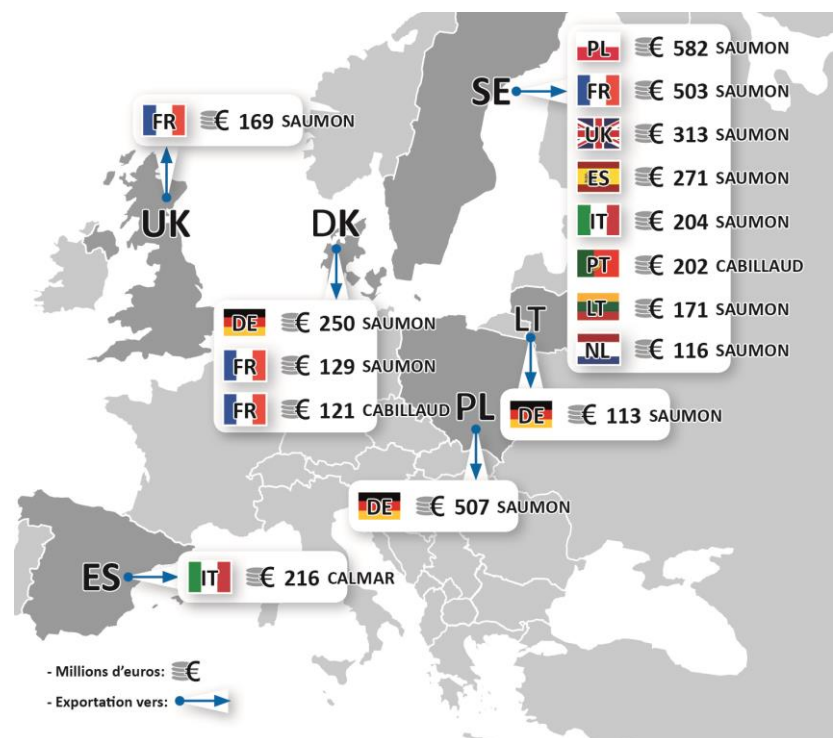 SE
PL € 582 SAUMON
FR € 503 SAUMON
UK € 313 SAUMON
ES € 271 SAUMON
IT € 204 SAUMON
PT € 202 CABILLAUD
LT € 171 SAUMON
NL € 116 SAUMON
FR € 169 SAUMON
UK
DK
DE € 250 SAUMON
FR € 129 SAUMON
FR € 121 CABILLAUD
LT
DE € 113 SAUMON
PL
DE € 507 SAUMON
ES
IT € 216 CALMAR
- Millions d'euros: €
- Exportation vers: